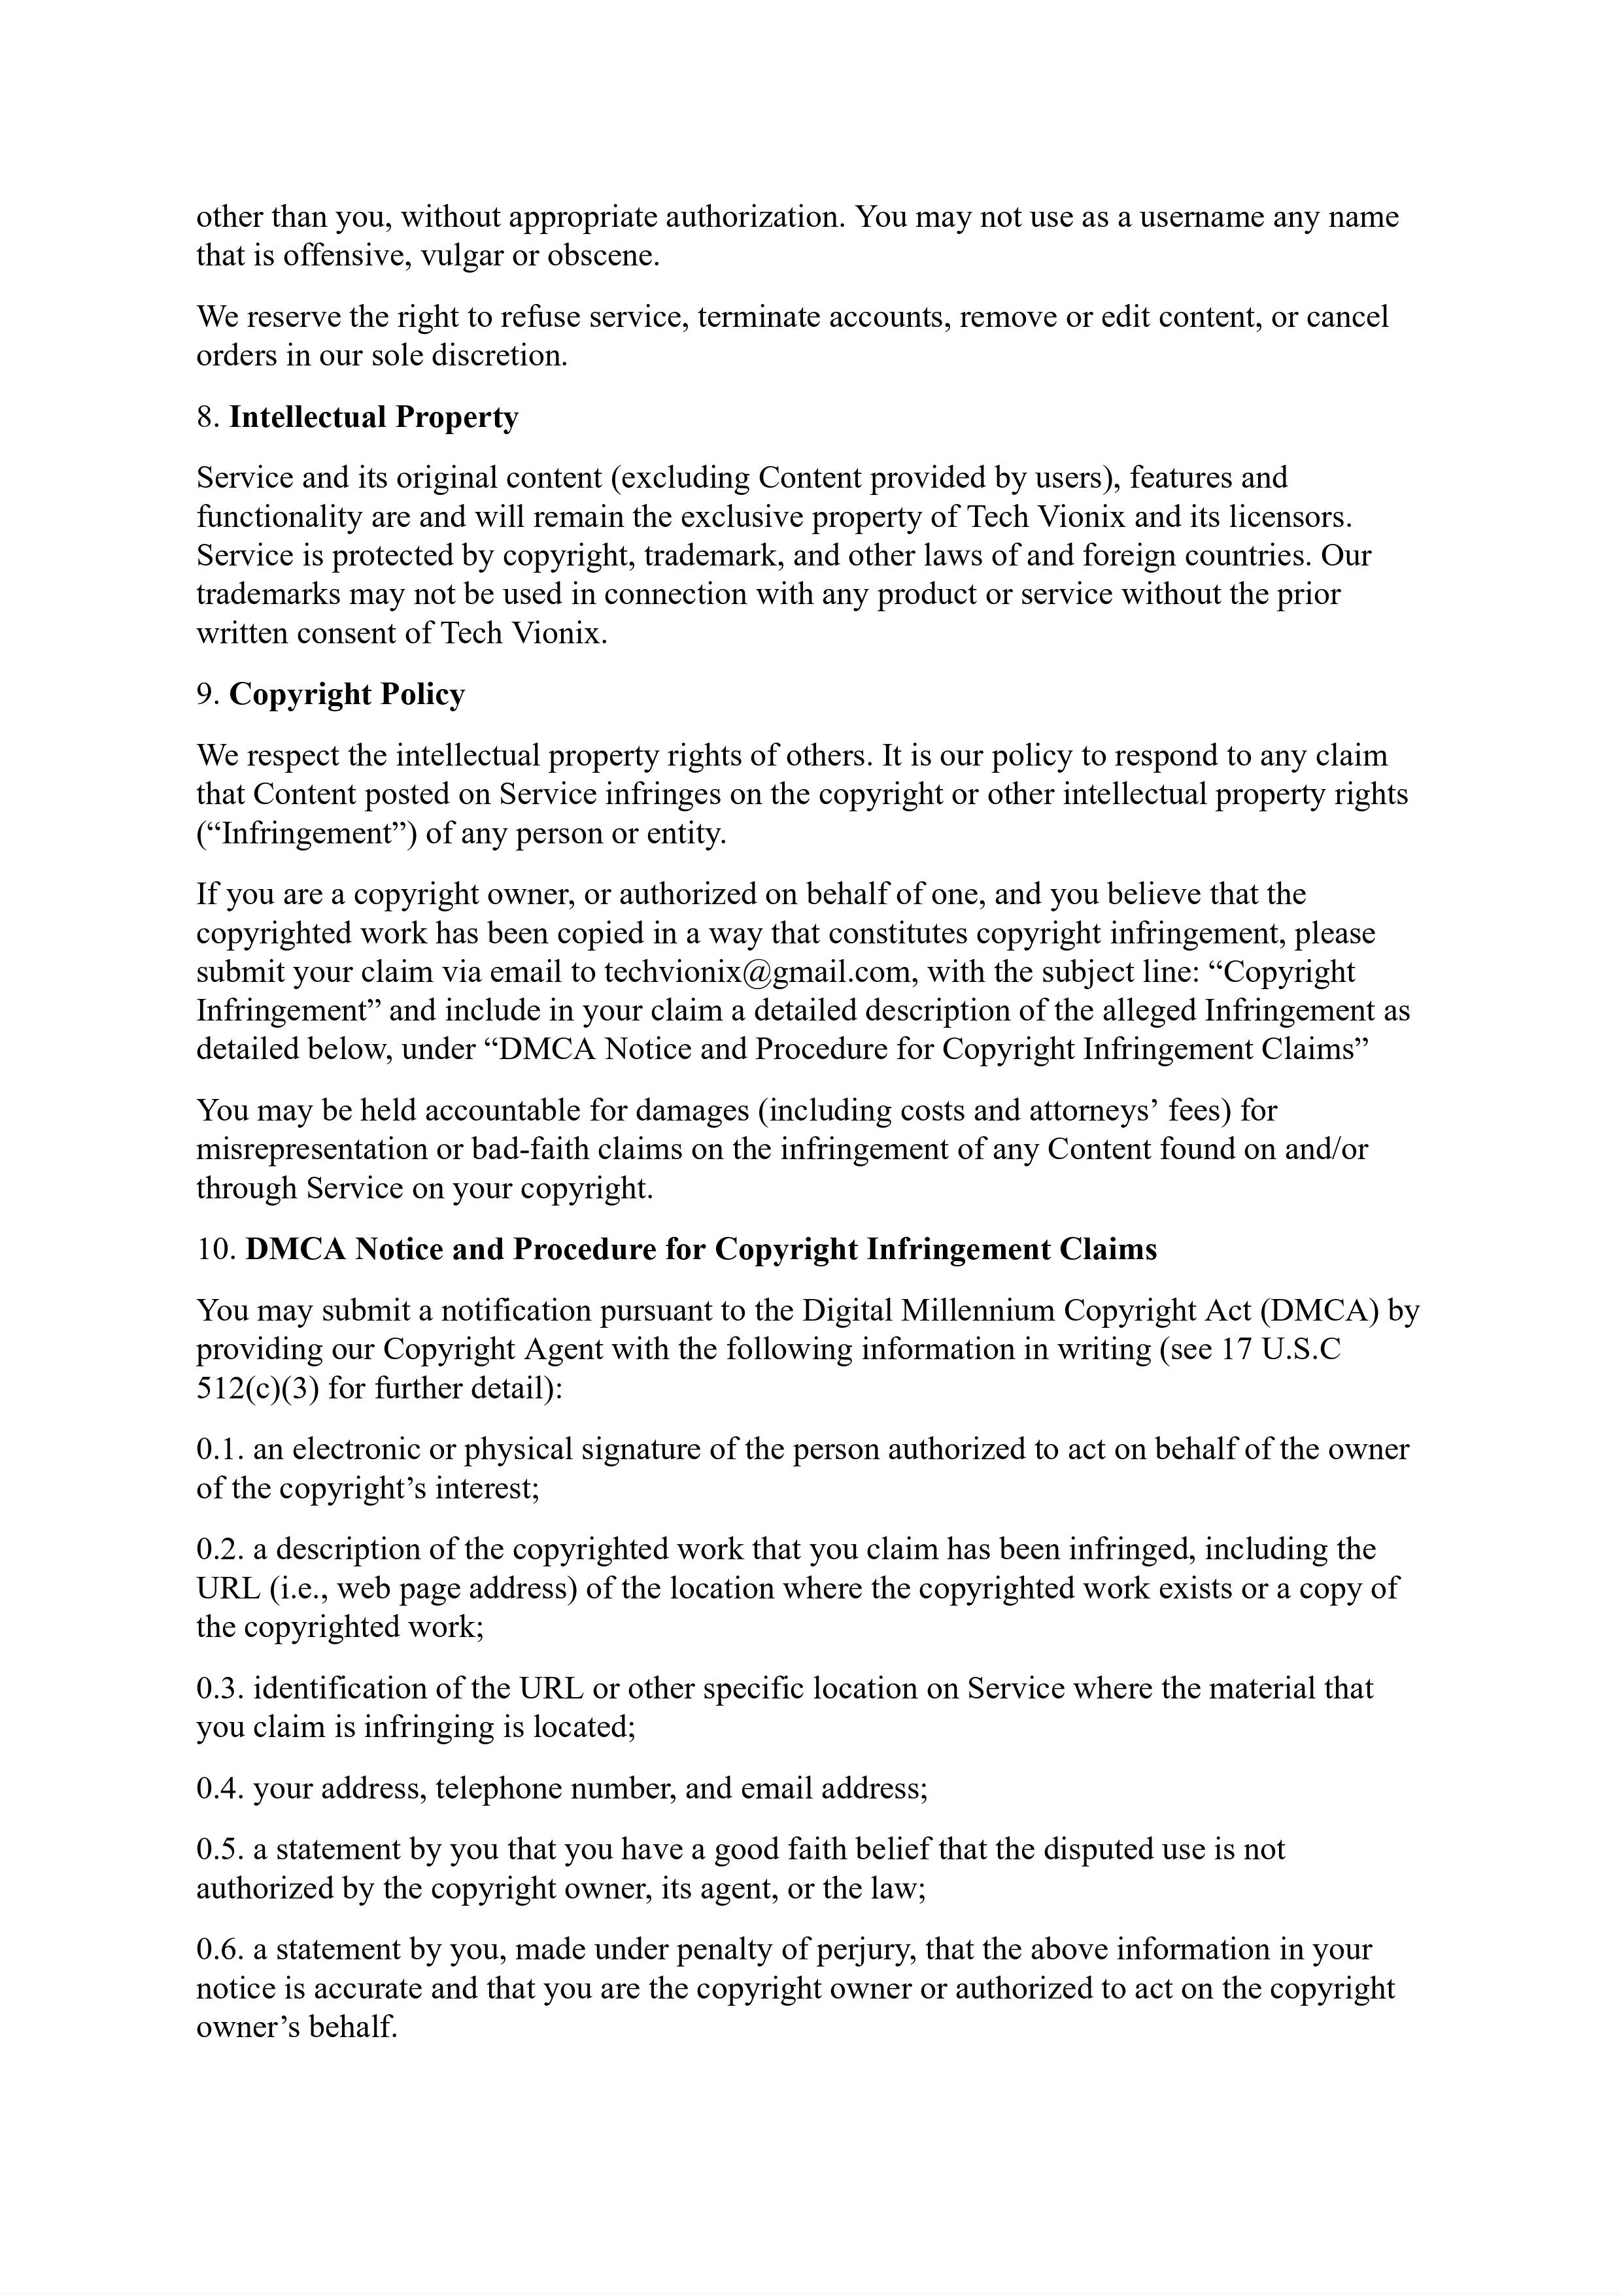 other than you, without appropriate authorization. You may not use as a username any name
that is offensive, vulgar or obscene.
We reserve the right to refuse service, terminate accounts, remove or edit content, or cancel
orders in our sole discretion.
8. Intellectual Property
Service and its original content (excluding Content provided by users), features and
functionality are and will remain the exclusive property of Tech Vionix and its licensors.
Service is protected by copyright, trademark, and other laws of and foreign countries. Our
trademarks may not be used in connection with any product or service without the prior
written consent of Tech Vionix.
9. Copyright Policy
We respect the intellectual property rights of others. It is our policy to respond to any claim
that Content posted on Service infringes on the copyright or other intellectual property rights
(“Infringement”) of any person or entity.
If you are a copyright owner, or authorized on behalf of one, and you believe that the
copyrighted work has been copied in a way that constitutes copyright infringement, please
submit your claim via email to techvionix@gmail.com, with the subject line: “Copyright
Infringement” and include in your claim a detailed description of the alleged Infringement as
detailed below, under “DMCA Notice and Procedure for Copyright Infringement Claims”
You may be held accountable for damages (including costs and attorneys’ fees) for
misrepresentation or bad-faith claims on the infringement of any Content found on and/or
through Service on your copyright.
10. DMCA Notice and Procedure for Copyright Infringement Claims
You may submit a notification pursuant to the Digital Millennium Copyright Act (DMCA) by
providing our Copyright Agent with the following information in writing (see 17 U.S.C
512(c)(3) for further detail):
0.1. an electronic or physical signature of the person authorized to act on behalf of the owner
of the copyright’s interest;
0.2. a description of the copyrighted work that you claim has been infringed, including the
URL (i.e., web page address) of the location where the copyrighted work exists or a copy of
the copyrighted work;
0.3. identification of the URL or other specific location on Service where the material that
you claim is infringing is located;
0.4. your address, telephone number, and email address;
0.5. a statement by you that you have a good faith belief that the disputed use is not
authorized by the copyright owner, its agent, or the law;
0.6. a statement by you, made under penalty of perjury, that the above information in your
notice is accurate and that you are the copyright owner or authorized to act on the copyright
owner’s behalf.